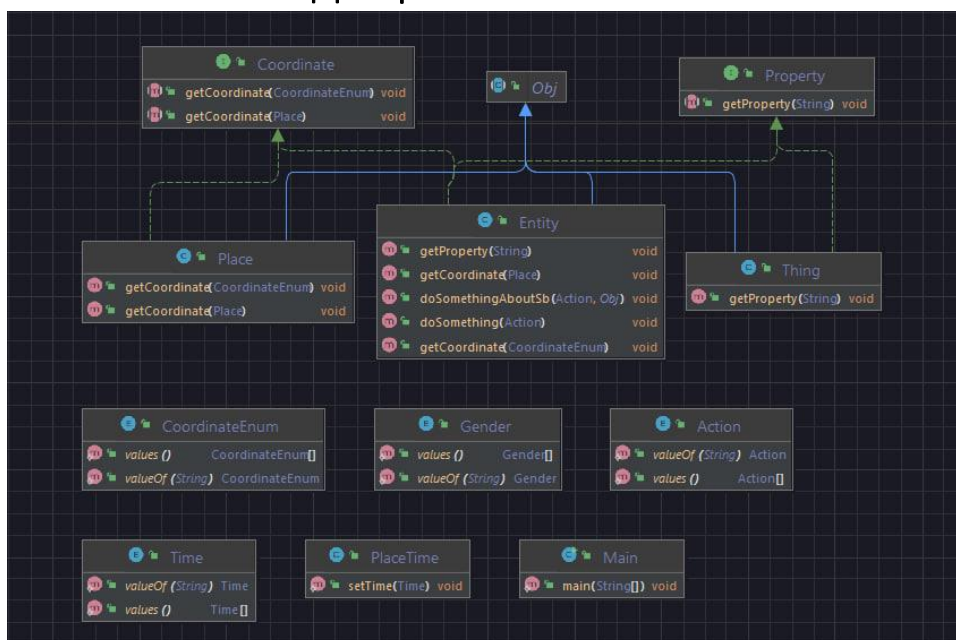 Coordinate
getCoordinate(CoordinateEnum) void
getCoordinate(Place) void
Obj
Property
getProperty(String) void
Place
getCoordinate(CoordinateEnum) void
getCoordinate(Place) void
Entity
getProperty(String) void
getCoordinate(Place) void
doSomethingAboutSb(Action, Obj) void
doSomething(Action) void
getCoordinate(CoordinateEnum) void
Thing
getProperty(String) void
CoordinateEnum
values () CoordinateEnum[]
valueOf (String) CoordinateEnum
Gender
values () Gender[]
valueOf (String) Gender
Action
valueOf (String) Action
values () Action[]
Time
valueOf (String) Time
values () Time[]
PlaceTime
setTime(Time) void
Main
main(String[]) void